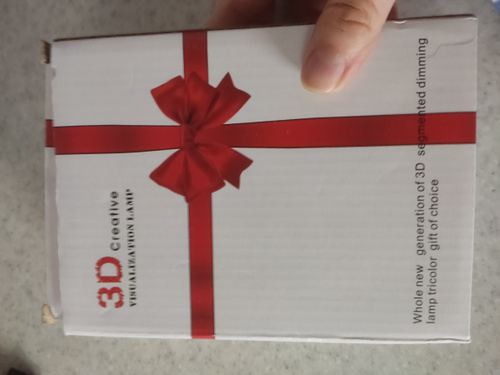 3D Creative
VISUALIZATION LAMP
Whole new generation of 3D segmented dimming
lamp tricolor gift of choice